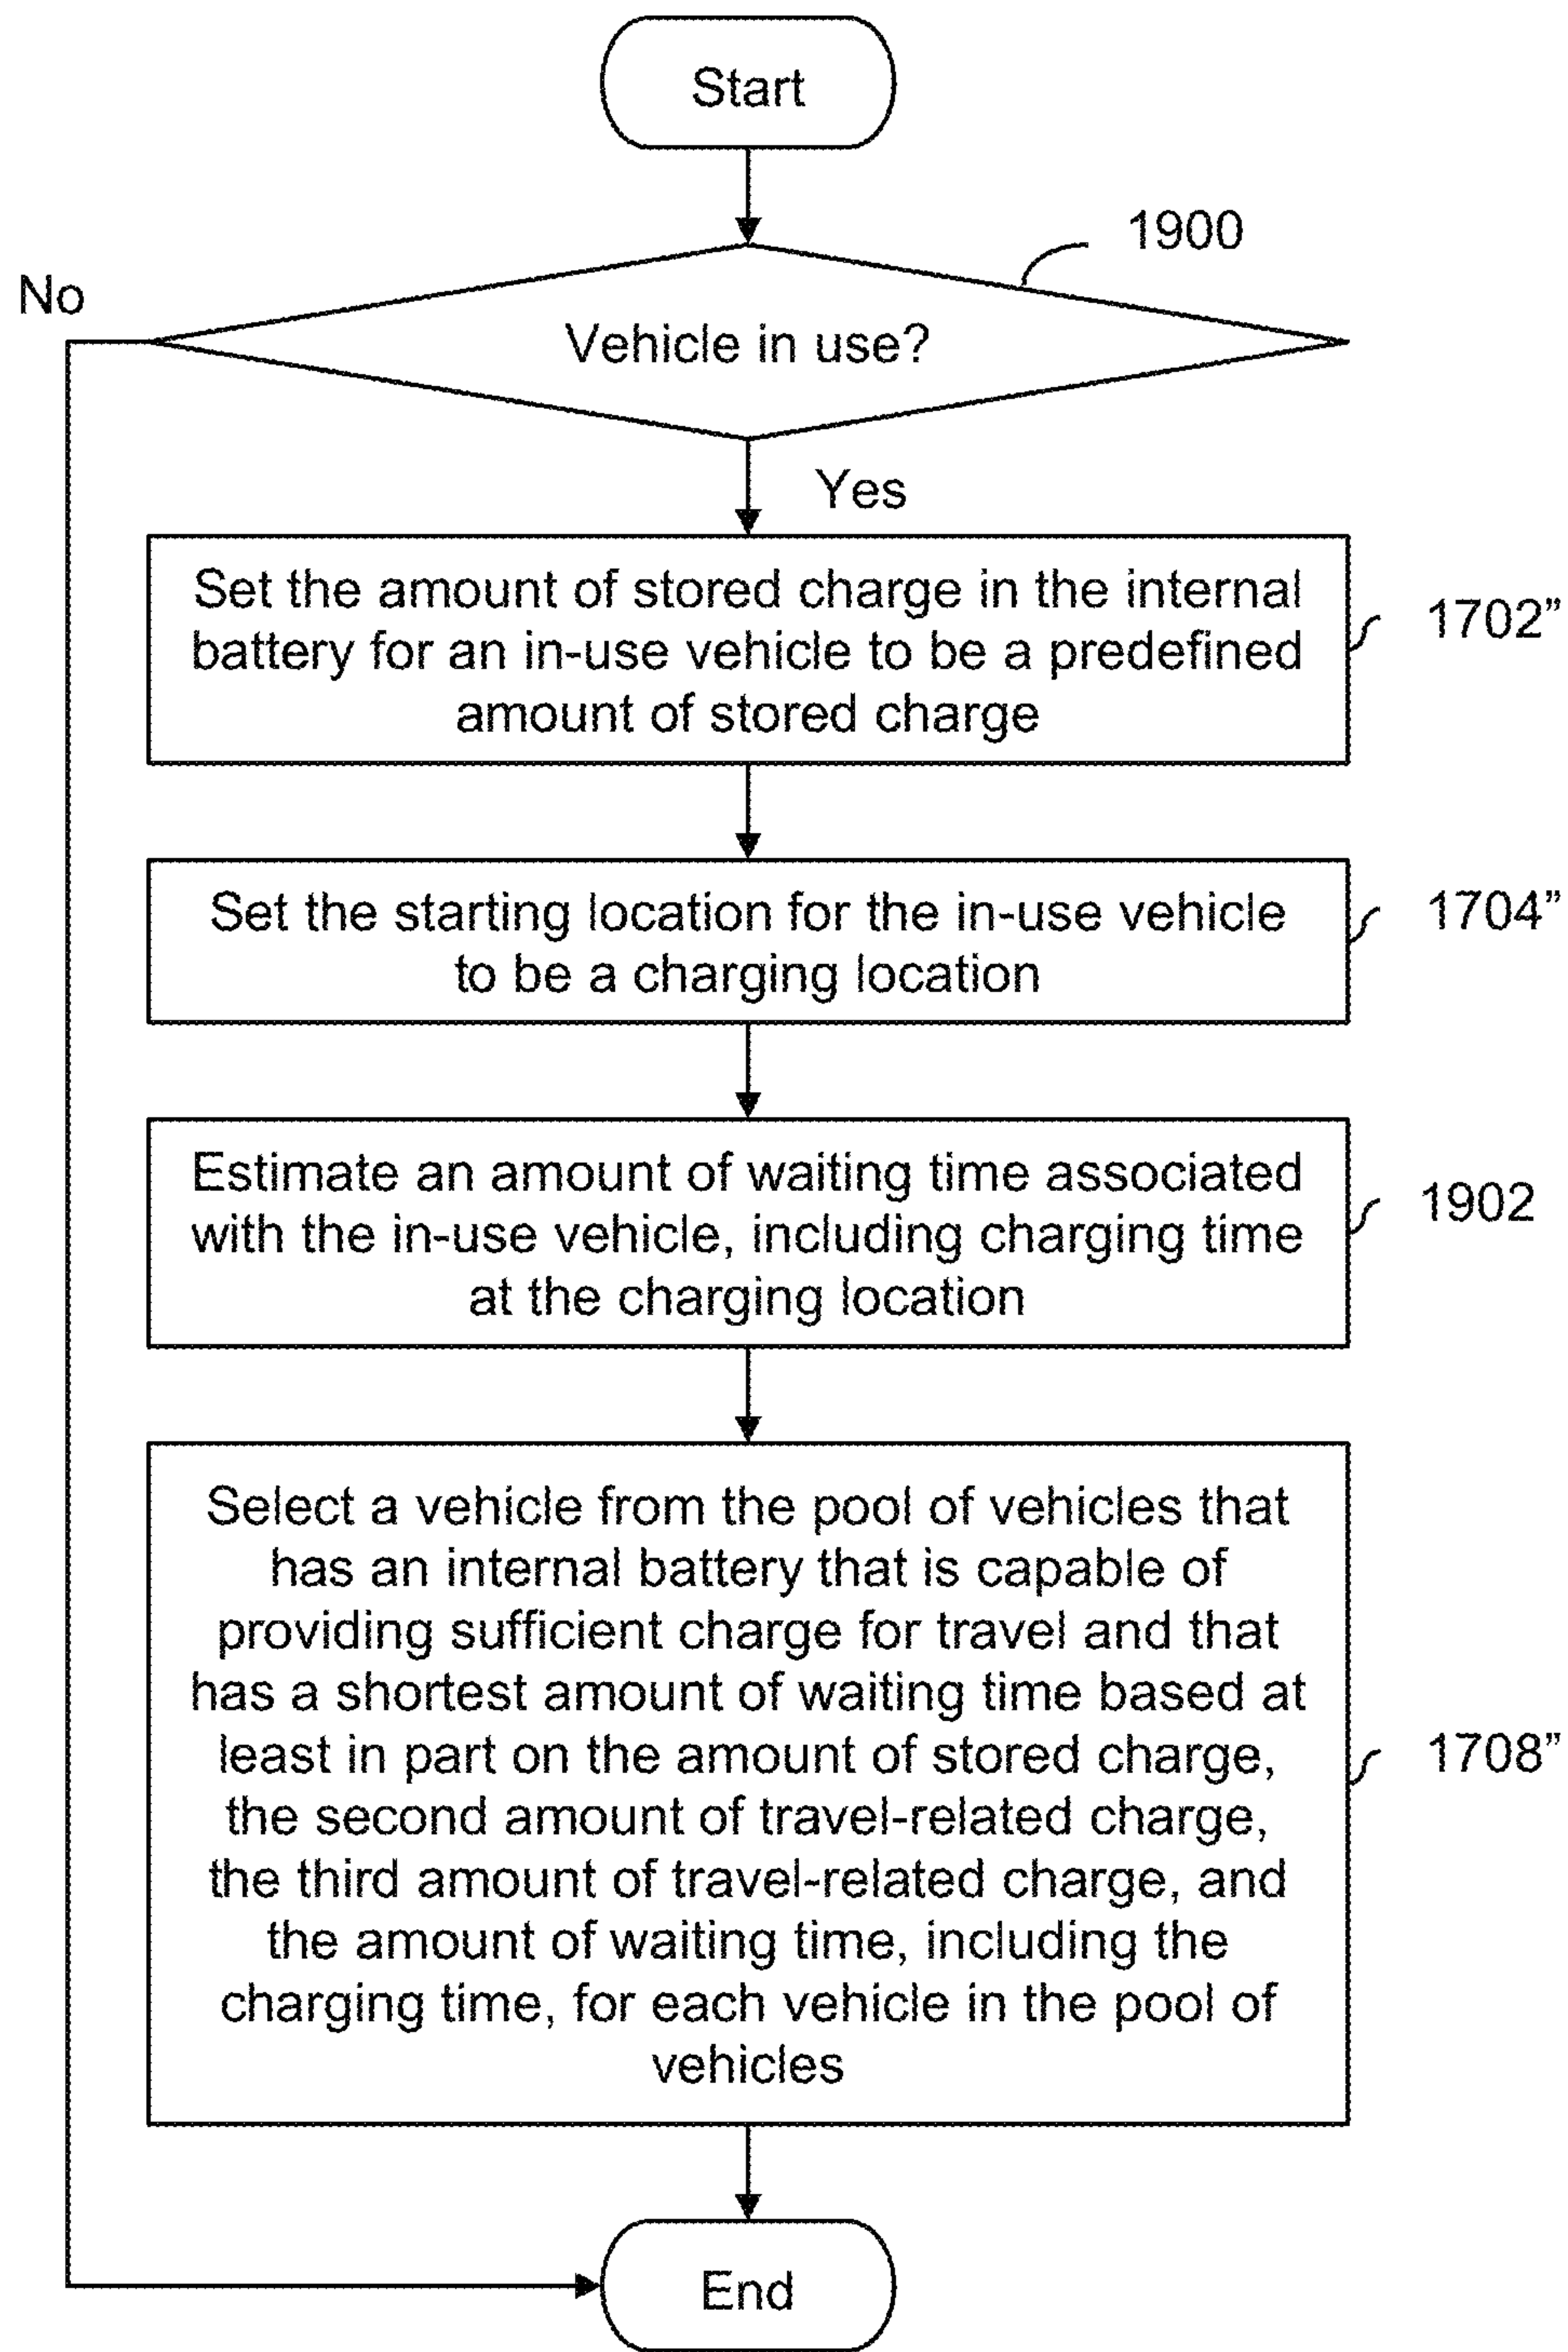 Start
1900
No
Vehicle in use?
Yes
Set the amount of stored charge in the internal
battery for an in-use vehicle to be a predefined
amount of stored charge
1702”
Set the starting location for the in-use vehicle
to be a charging location
1704”
Estimate an amount of waiting time associated
with the in-use vehicle, including charging time
at the charging location
1902
Select a vehicle from the pool of vehicles that
has an internal battery that is capable of
providing sufficient charge for travel and that
has a shortest amount of waiting time based at
least in part on the amount of stored charge,
the second amount of travel-related charge,
the third amount of travel-related charge, and
the amount of waiting time, including the
charging time, for each vehicle in the pool of
vehicles
1708”
End